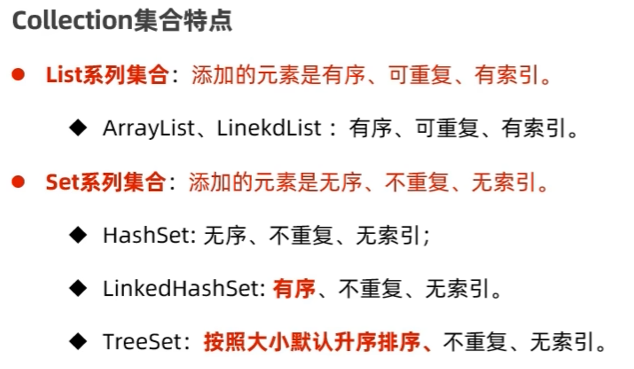 Collection集合特点
● List系列集合：添加的元素是有序、可重复、有索引。
◆ ArrayList、LinekdList ：有序、可重复、有索引。
● Set系列集合：添加的元素是无序、不重复、无索引。
◆ HashSet: 无序、不重复、无索引；
◆ LinkedHashSet: 有序、不重复、无索引。
◆ TreeSet：按照大小默认升序排序、不重复、无索引。